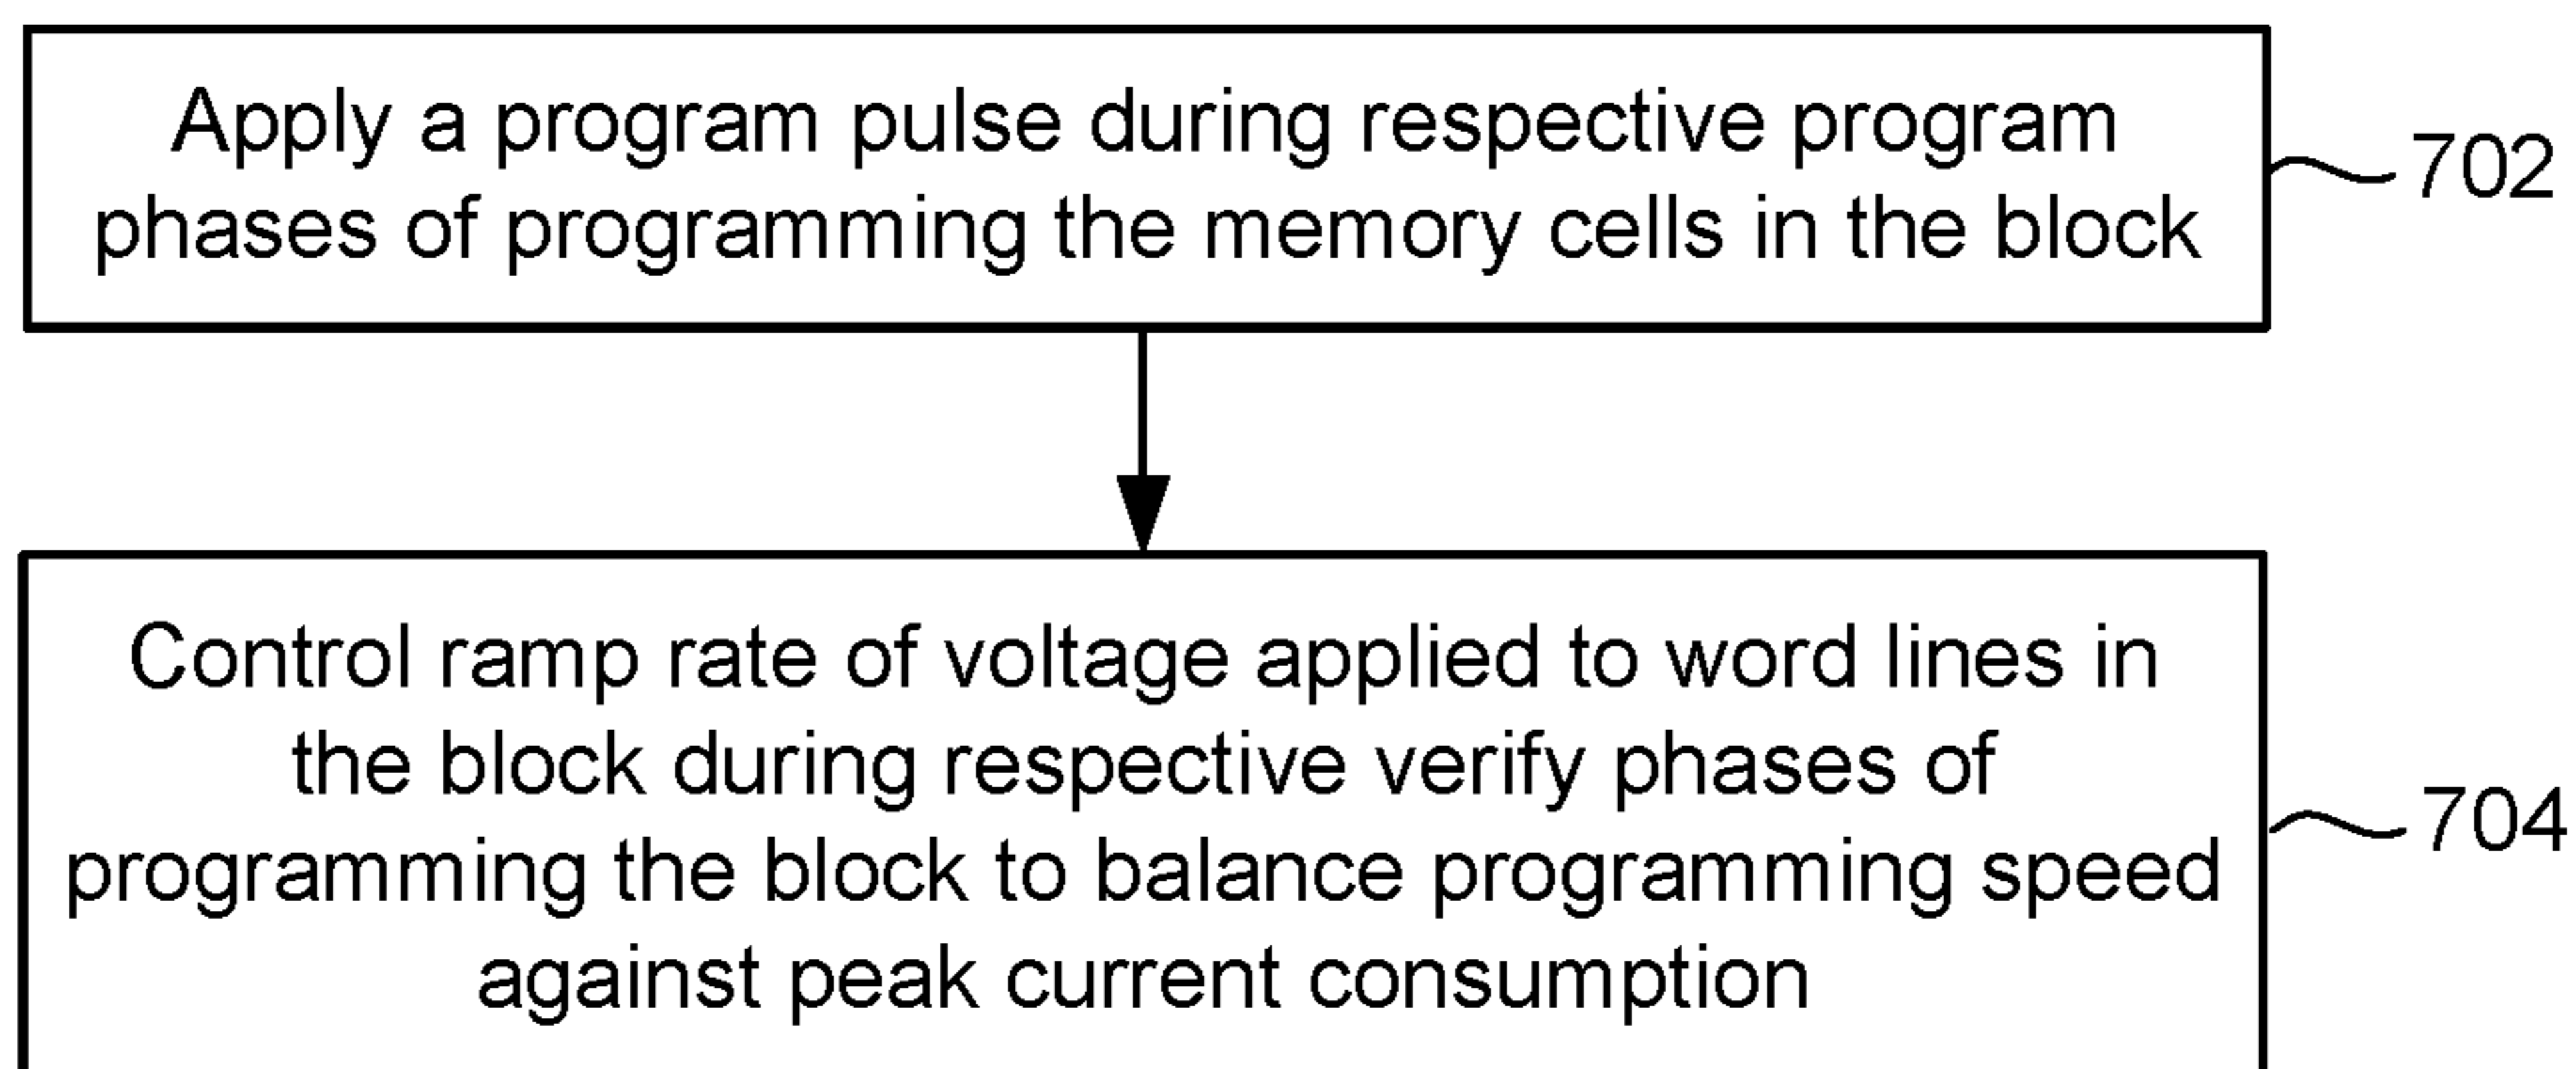 Apply a program pulse during respective program
phases of programming the memory cells in the block
702
Control ramp rate of voltage applied to word lines in
the block during respective verify phases of
programming the block to balance programming speed
against peak current consumption
704